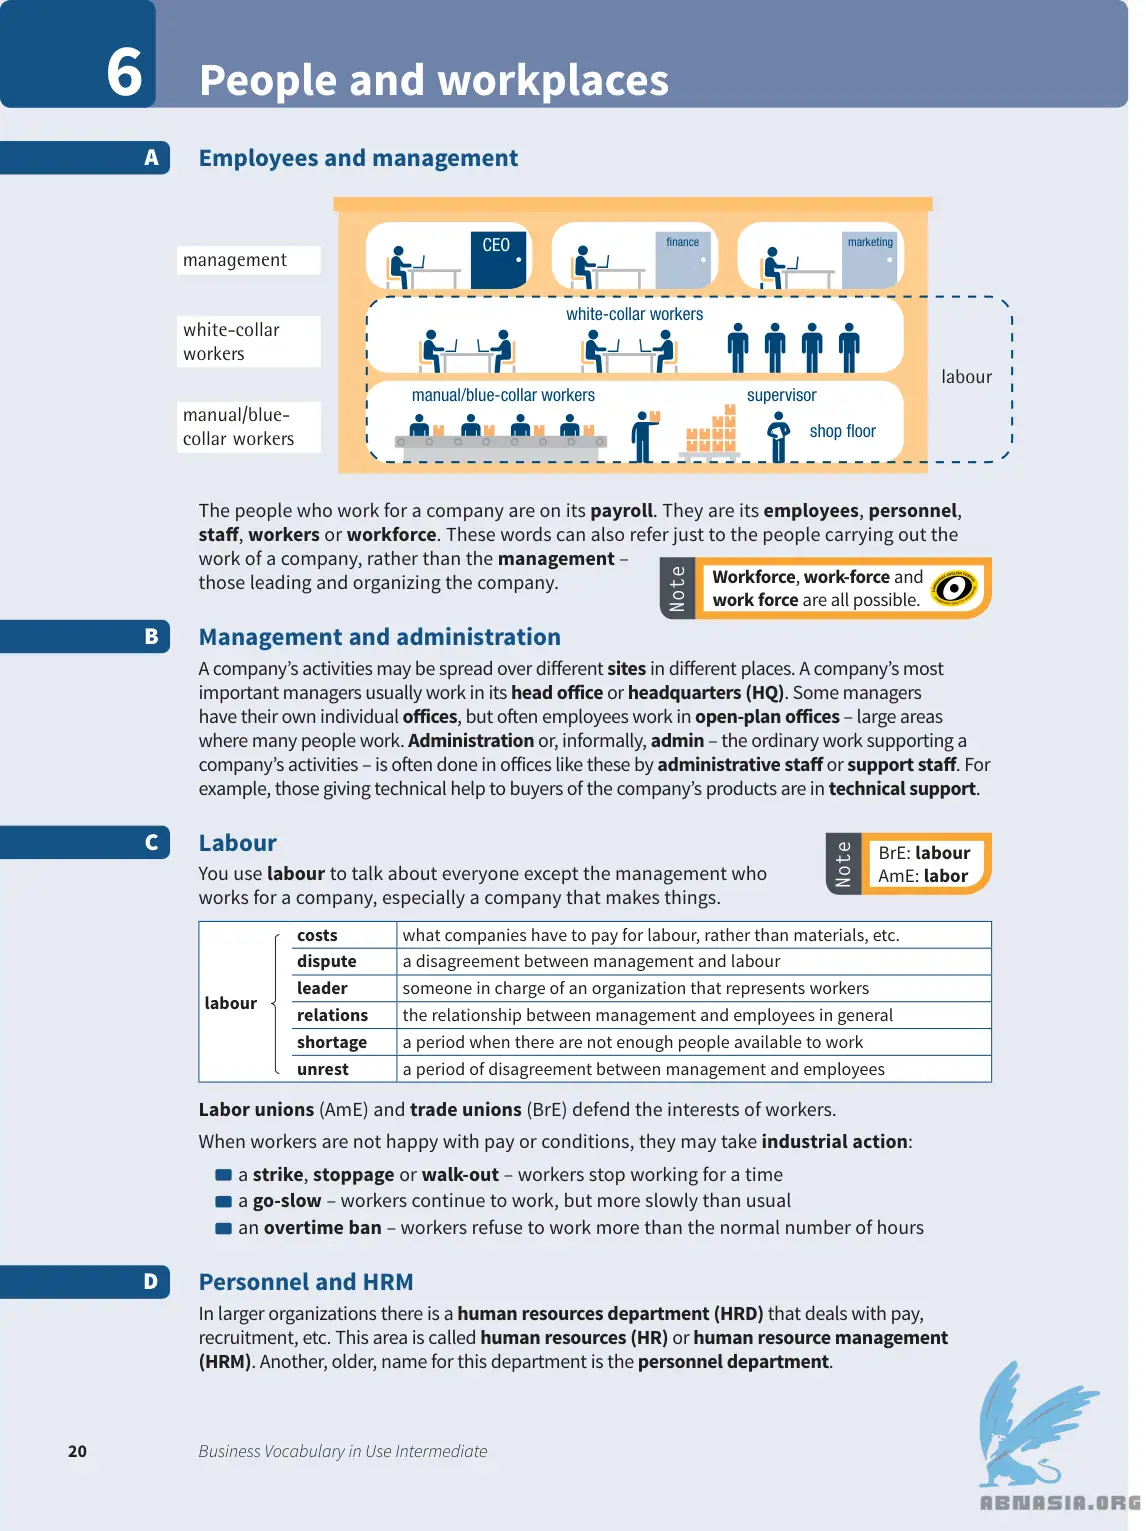 6
People and workplaces
A
Employees and management
management
white-collar
workers
manual/blue-
collar workers
CEO
finance
marketing
white-collar workers
manual/blue-collar workers
supervisor
shop floor
labour
The people who work for a company are on its payroll. They are its employees, personnel,
staff, workers or workforce. These words can also refer just to the people carrying out the
work of a company, rather than the management –
those leading and organizing the company.
Note
Workforce, work-force and
work force are all possible.
B
Management and administration
A company’s activities may be spread over different sites in different places. A company’s most
important managers usually work in its head office or headquarters (HQ). Some managers
have their own individual offices, but often employees work in open-plan offices – large areas
where many people work. Administration or, informally, admin – the ordinary work supporting a
company’s activities – is often done in offices like these by administrative staff or support staff. For
example, those giving technical help to buyers of the company’s products are in technical support.
C
Labour
You use labour to talk about everyone except the management who
works for a company, especially a company that makes things.
Note
BrE: labour
AmE: labor
labour
costs what companies have to pay for labour, rather than materials, etc.
dispute a disagreement between management and labour
leader someone in charge of an organization that represents workers
relations the relationship between management and employees in general
shortage a period when there are not enough people available to work
unrest a period of disagreement between management and employees
Labor unions (AmE) and trade unions (BrE) defend the interests of workers.
When workers are not happy with pay or conditions, they may take industrial action:
a strike, stoppage or walk-out – workers stop working for a time
a go-slow – workers continue to work, but more slowly than usual
an overtime ban – workers refuse to work more than the normal number of hours
D
Personnel and HRM
In larger organizations there is a human resources department (HRD) that deals with pay,
recruitment, etc. This area is called human resources (HR) or human resource management
(HRM). Another, older, name for this department is the personnel department.
20
Business Vocabulary in Use Intermediate
ABNASIA.ORG